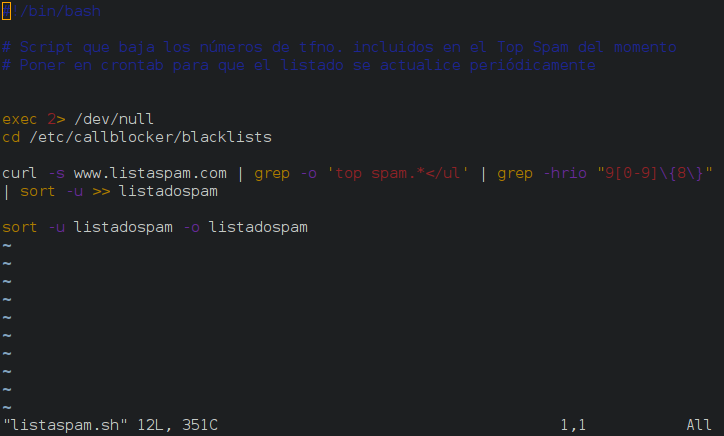 #!/bin/bash
# Script que baja los números de tfno. incluidos en el Top Spam del momento
# Poner en crontab para que el listado se actualice periódicamente
exec 2> /dev/null
cd /etc/callblocker/blacklists
curl -s www.listaspam.com | grep -o 'top spam.*</ul' | grep -hrio "9[0-9]\{8\}"
| sort -u >> listadospam
sort -u listadospam -o listadospam
~
~
~
~
~
~
~
~
~
~
"listaspam.sh" 12L, 351C 1,1 All